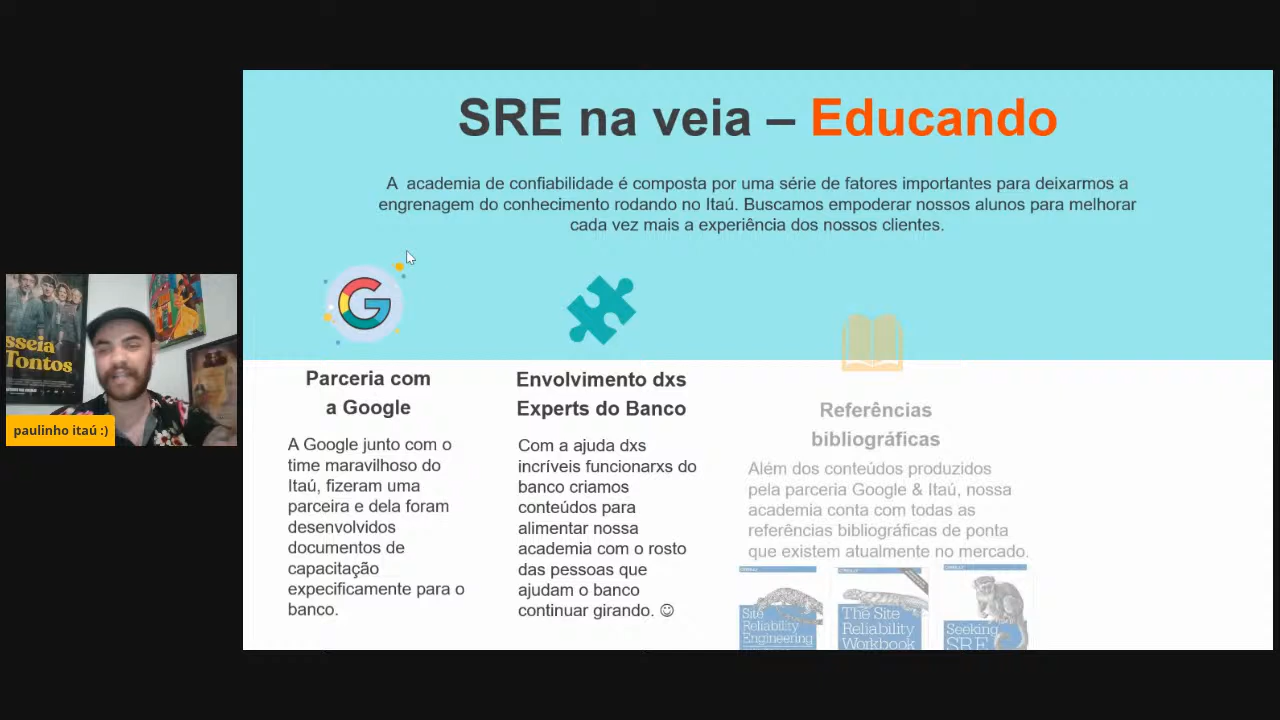 SRE na veia – Educando
A academia de confiabilidade é composta por uma série de fatores importantes para deixarmos a
engrenagem do conhecimento rodando no Itaú. Buscamos empoderar nossos alunos para melhorar
cada vez mais a experiência dos nossos clientes.
Parceria com
a Google
A Google junto com o
time maravilhoso do
Itaú, fizeram uma
parceira e dela foram
desenvolvidos
documentos de
capacitação
expecificamente para o
banco.
Envolvimento dxs
Experts do Banco
Com a ajuda dxs
incríveis funcionarxs do
banco criamos
conteúdos para
alimentar nossa
academia com o rosto
das pessoas que
ajudam o banco
continuar girando. ☺
Referências
bibliográficas
Além dos conteúdos produzidos
pela parceria Google & Itaú, nossa
academia conta com todas as
referências bibliográficas de ponta
que existem atualmente no mercado.
Site
Reliability
Engineering
The Site
Reliability
Workbook
Seeking
SRE
sseia
Tontos
paulinho itaú :)